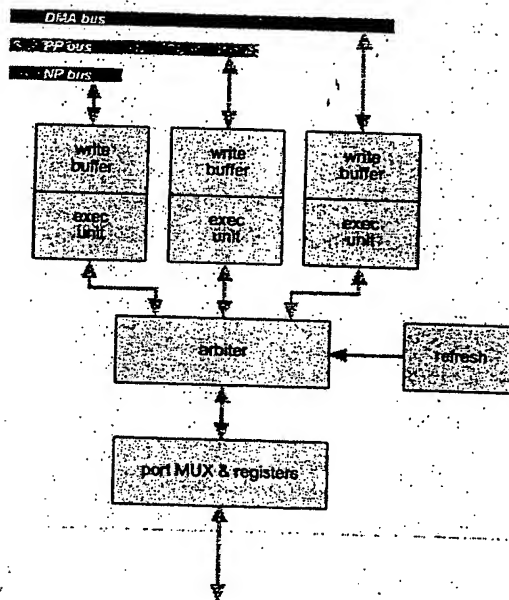 DMA bus
PP bus
NP bus
write
buffer
exec
unit
write
buffer
exec
unit
write
buffer
exec
unit
arbiter
refresh
port MUX & registers